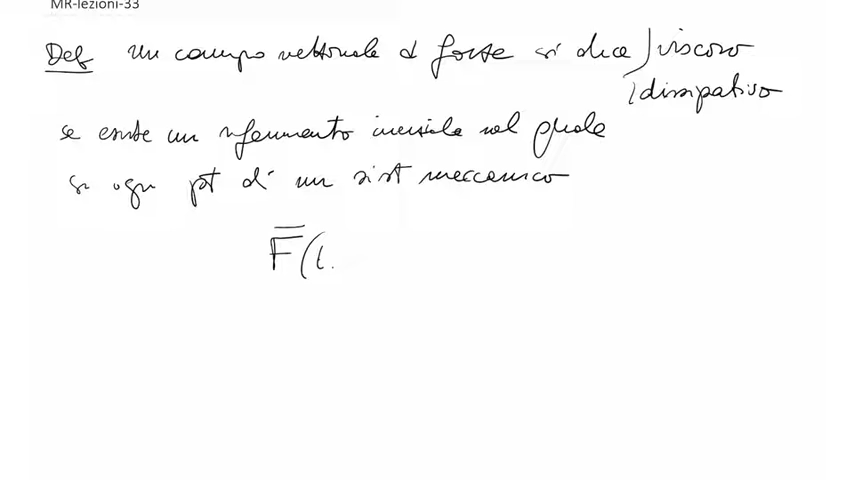 MR-lezioni-33
Def un campo vettoriale di forze si dice } viscoso
{ dissipativo
se esiste un riferimento inerziale nel quale
su ogni pt di un sist meccanico
F̅(t.